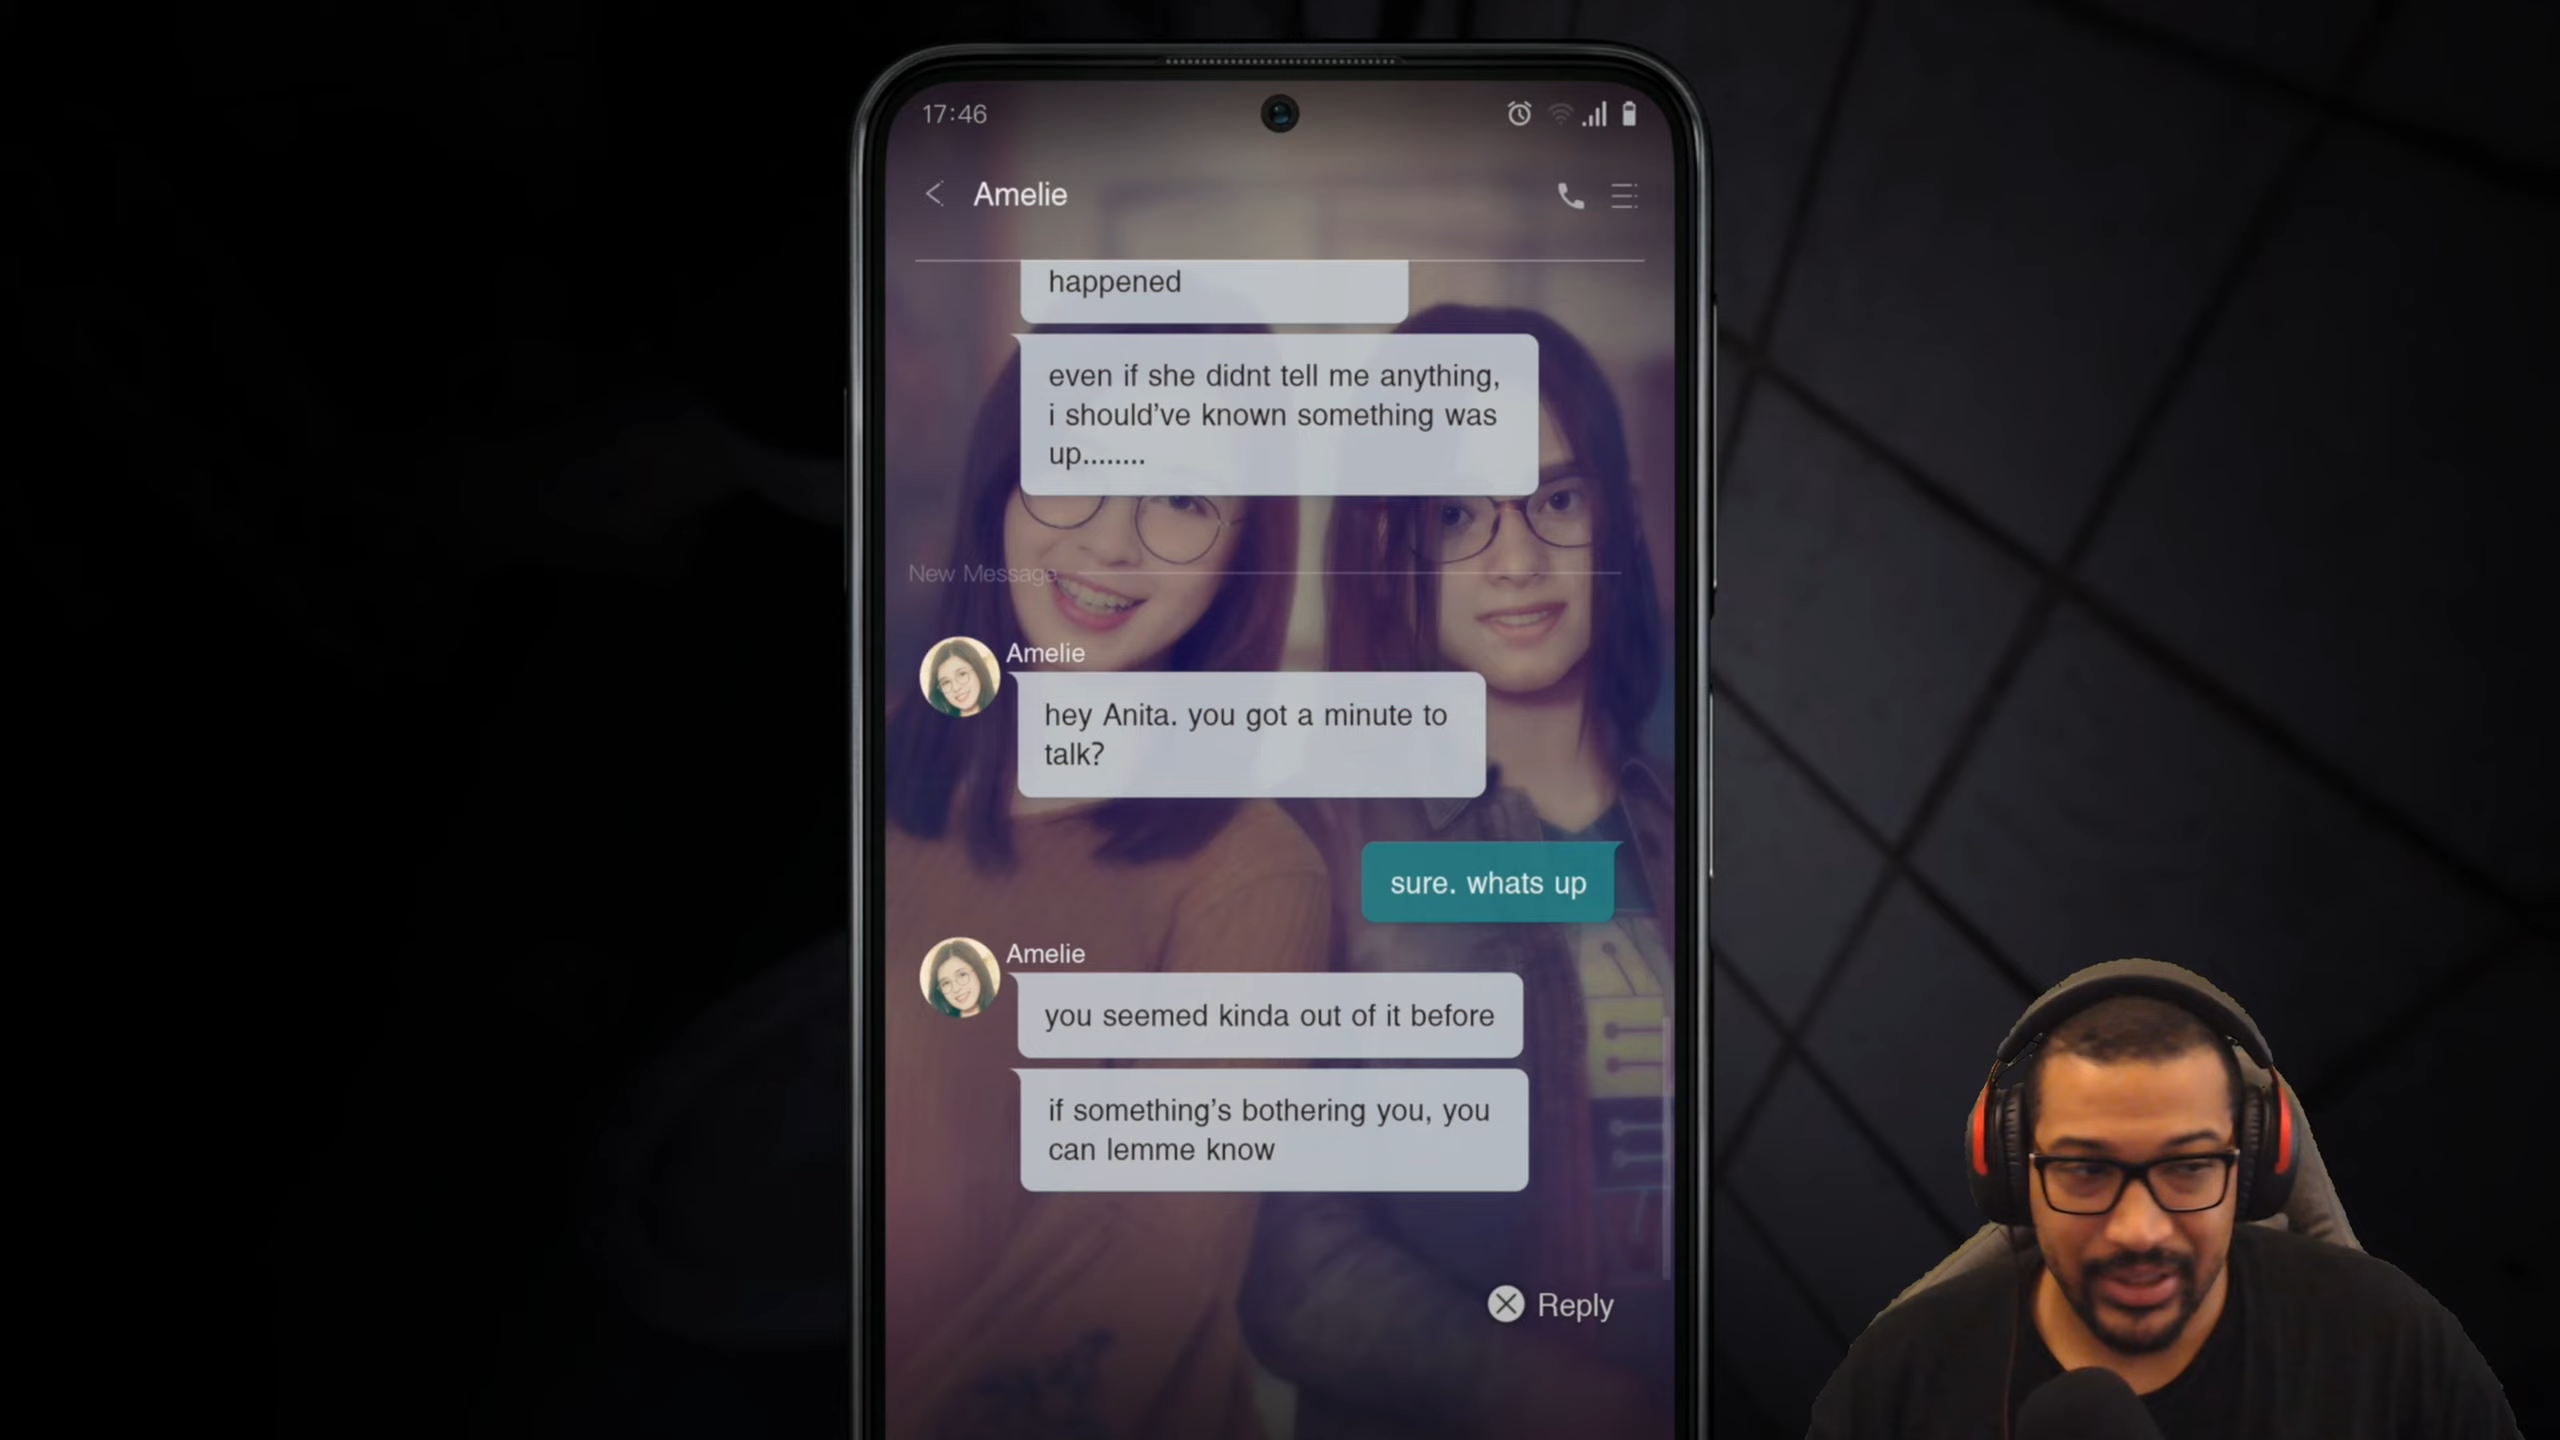 17:46
Amelie
happened
even if she didnt tell me anything,
i should’ve known something was
up........
New Message
Amelie
hey Anita. you got a minute to
talk?
sure. whats up
Amelie
you seemed kinda out of it before
if something’s bothering you, you
can lemme know
Reply